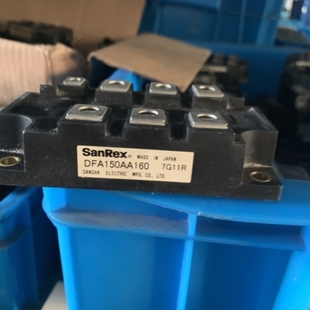 SanRex® MADE IN JAPAN
DFA150AA160 7G11R
SANSHA ELECTRIC MFG.CO.,LTD.